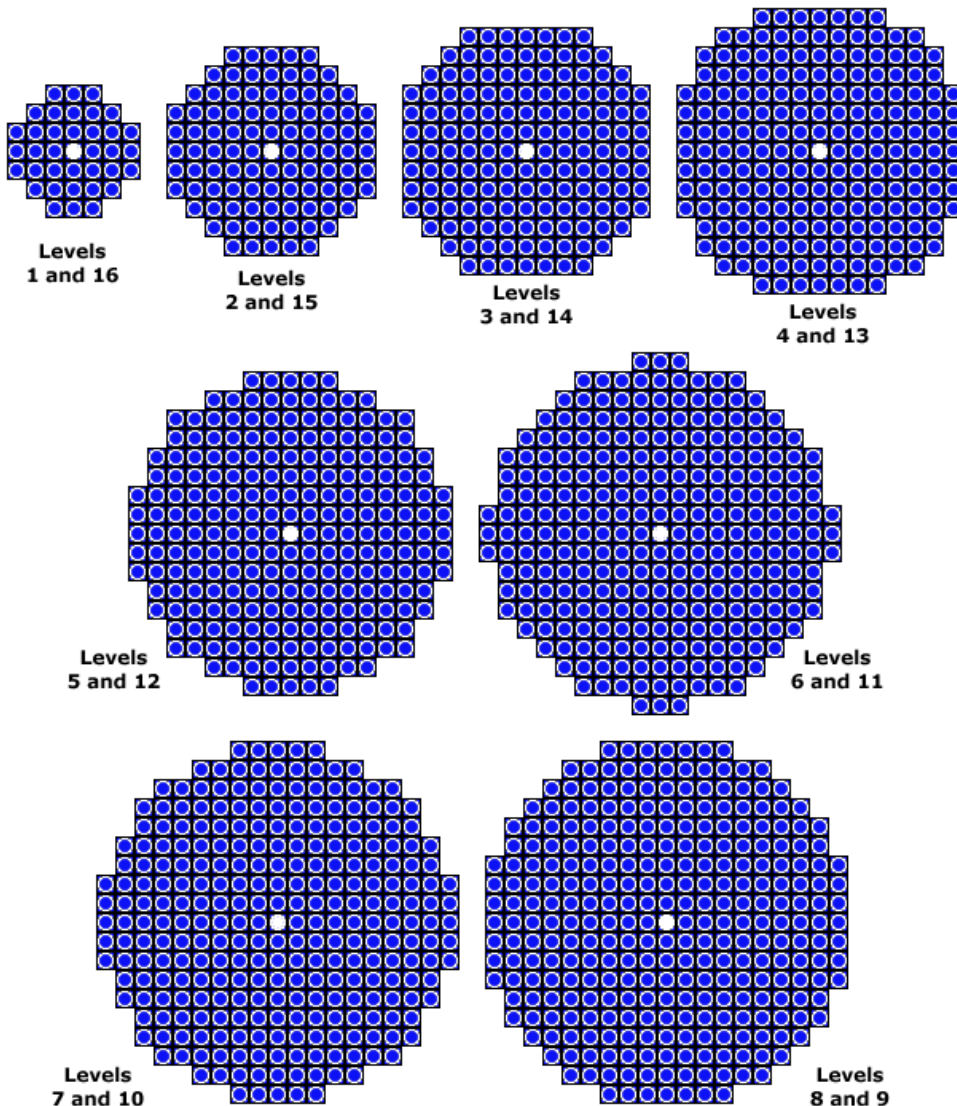 Levels
1 and 16
Levels
2 and 15
Levels
3 and 14
Levels
4 and 13
Levels
5 and 12
Levels
6 and 11
Levels
7 and 10
Levels
8 and 9